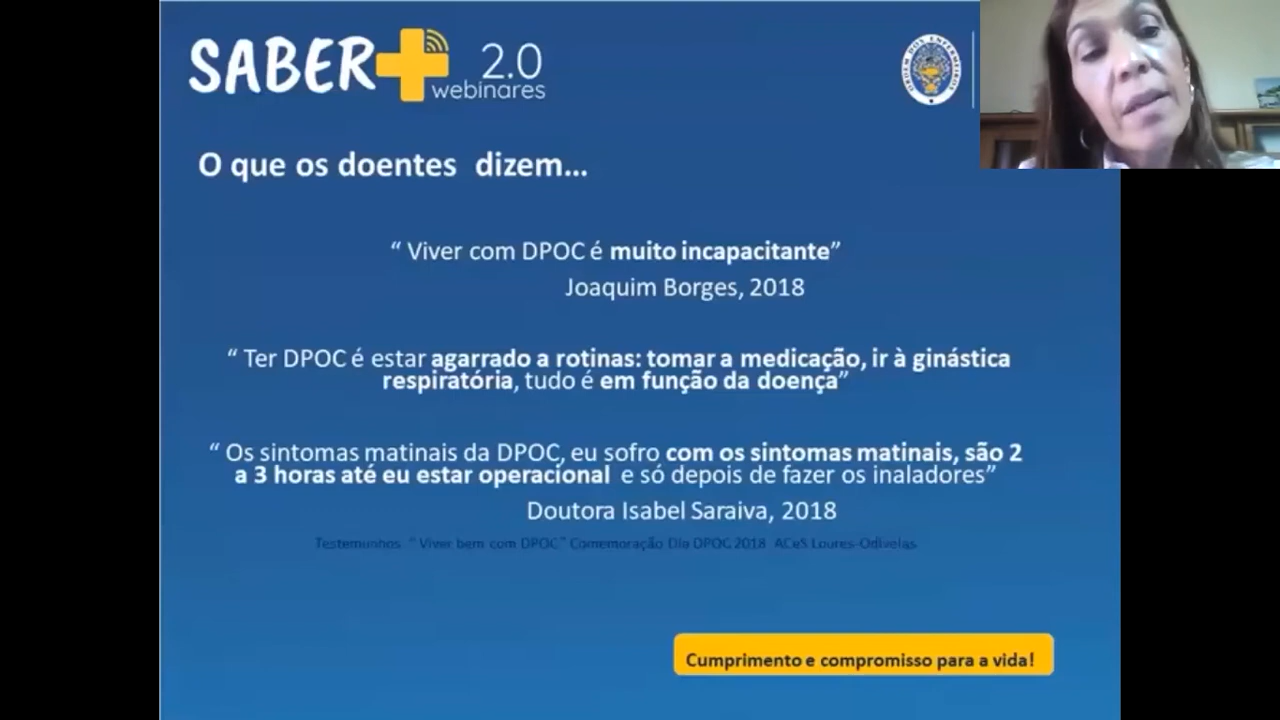 SABER+ 2.0
webinares
ORDEM DOS ENFERMEIROS
O que os doentes dizem...
“ Viver com DPOC é muito incapacitante”
Joaquim Borges, 2018
“ Ter DPOC é estar agarrado a rotinas: tomar a medicação, ir à ginástica
respiratória, tudo é em função da doença”
“ Os sintomas matinais da DPOC, eu sofro com os sintomas matinais, são 2
a 3 horas até eu estar operacional e só depois de fazer os inaladores”
Doutora Isabel Saraiva, 2018
Testemunhos “ Viver bem com DPOC” Comemoração Dia DPOC 2018 ACeS Loures-Odivelas
Cumprimento e compromisso para a vida!